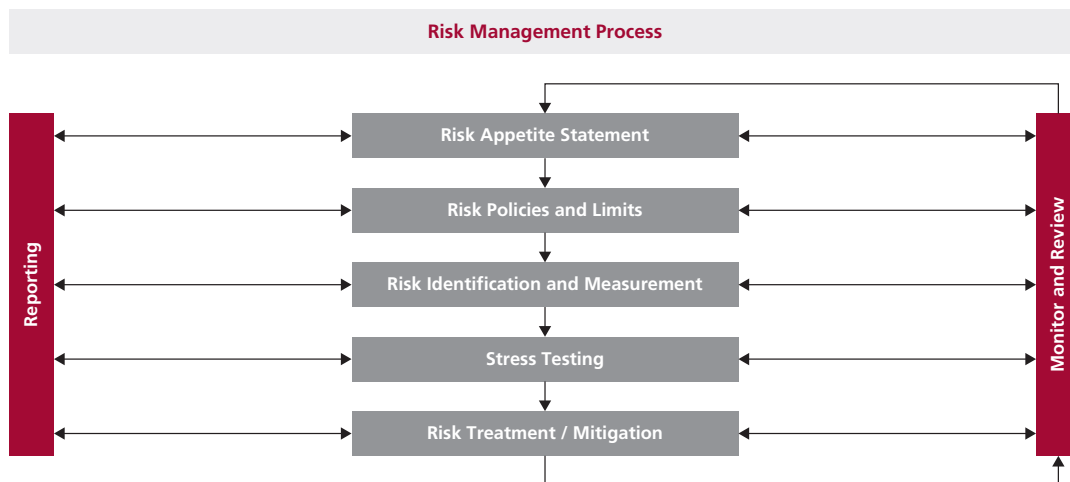 Risk Management Process
Risk Appetite Statement
Risk Policies and Limits
Risk Identification and Measurement
Stress Testing
Risk Treatment / Mitigation
Reporting
Monitor and Review